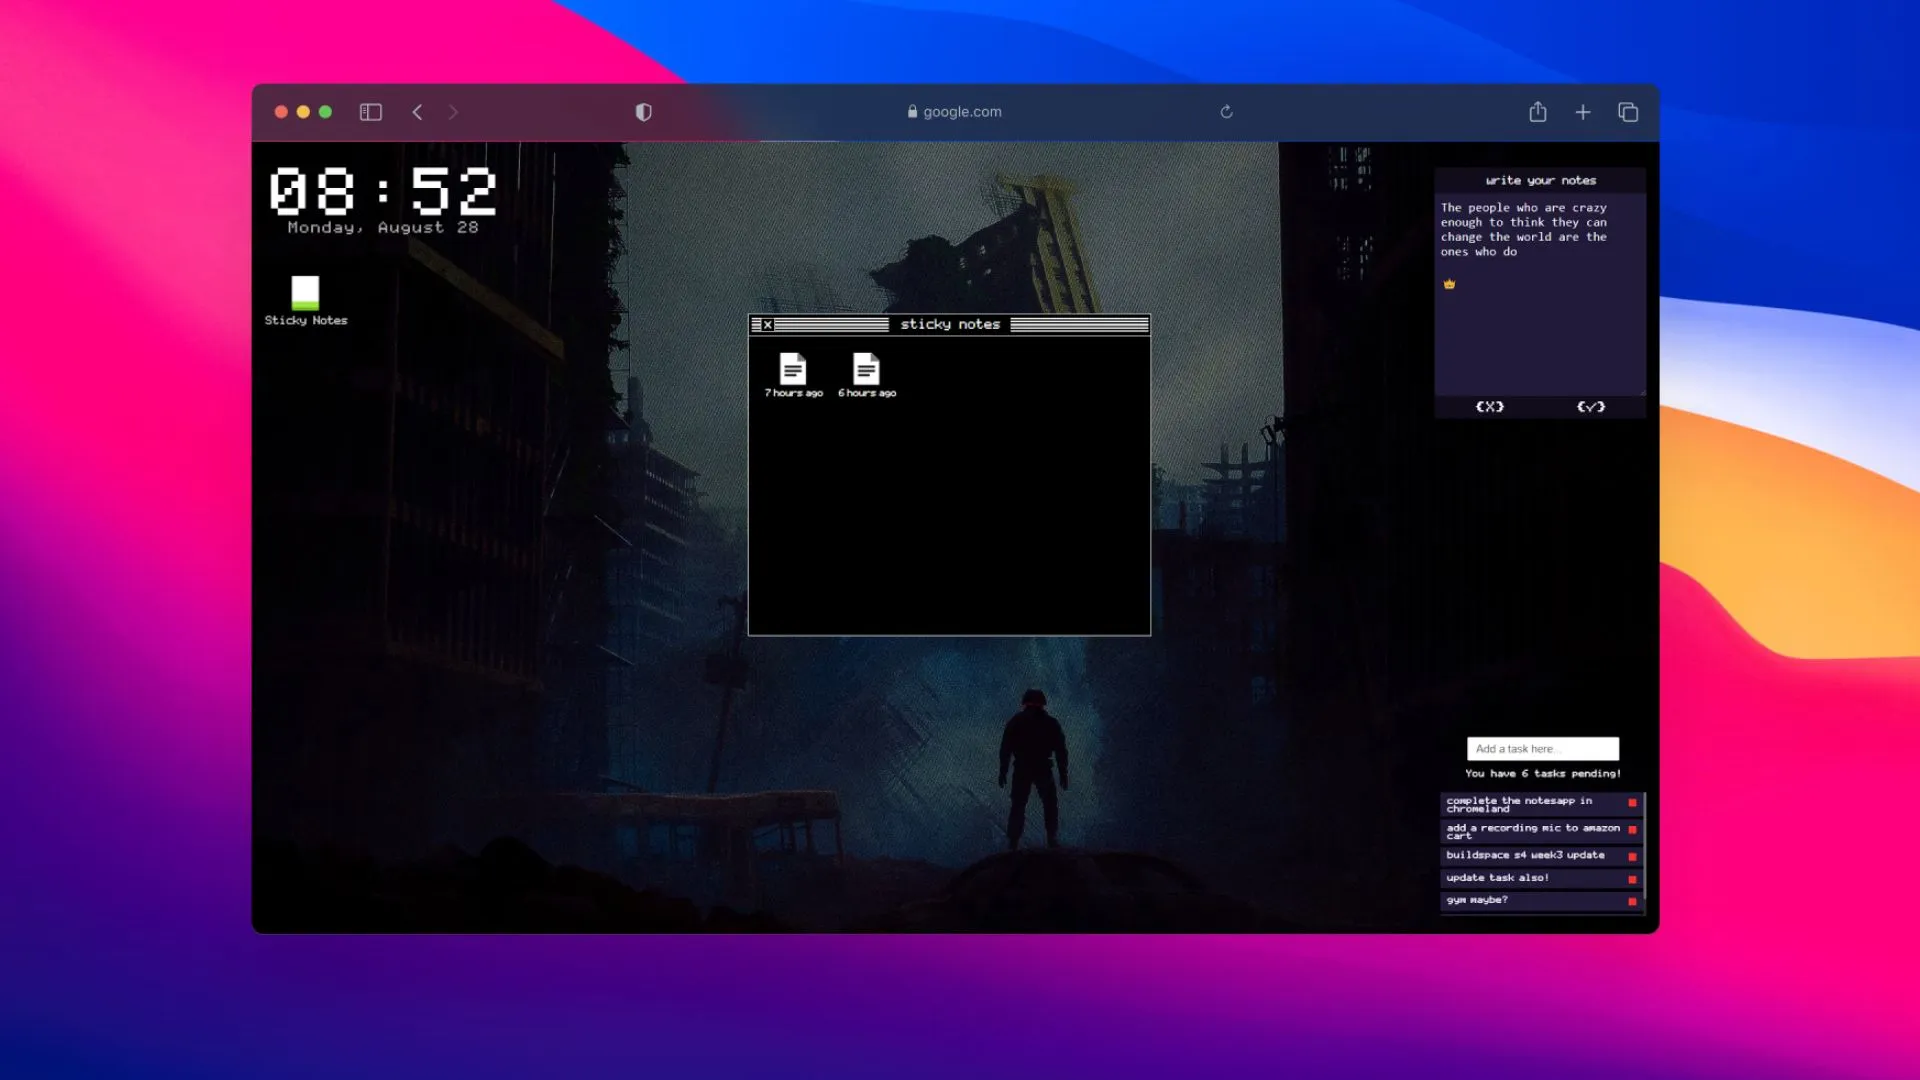 google.com
08:52
Monday, August 28
Sticky Notes
sticky notes
7 hours ago
6 hours ago
write your notes
The people who are crazy
enough to think they can
change the world are the
ones who do
{X}
{✓}
Add a task here...
You have 6 tasks pending!
complete the notesapp in
chromeland
add a recording mic to amazon
cart
buildspace s4 week3 update
update task also!
gym maybe?